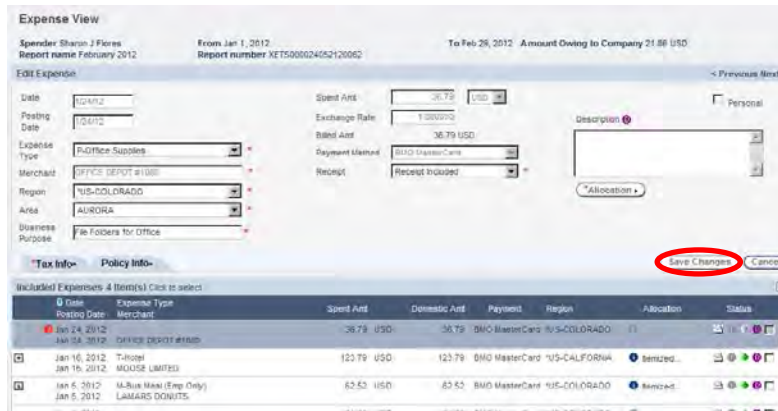 Expense View
Spender Sharon J Flores From Jan 1, 2012 To Feb 28, 2012 Amount Owing to Company 21.86 USD
Report name February 2012 Report number XETS000024052120062
Edit Expense < Previous Next
Date 1/24/12 Spent Amt 36.79 USD Personal
Posting Date 1/24/12 Exchange Rate Description
Billed Amt 36.79 USD
Expense Type P-Office Supplies * Payment Method BMO MasterCard
Merchant OFFICE DEPOT #1080 * Receipt Receipt Included *
Region *US-COLORADO * *Allocation
Area AURORA *
Business Purpose File Folders for Office *
*Tax Info Policy Info Save Changes Cance
Included Expenses 4 Item(s) Click to select
Date Expense Type
Posting Date Merchant Spent Amt Domestic Amt Payment Region Allocation Status
Jan 24, 2012 36.79 USD 36.79 BMO MasterCard *US-COLORADO
Jan 24, 2012 OFFICE DEPOT #1080
Jan 16, 2012 T-Hotel 123.79 USD 123.79 BMO MasterCard *US-CALIFORNIA Itemized...
Jan 16, 2012 MOOSE LIMITED
Jan 5, 2012 M-Bus Meal (Emp Only) 62.52 USD 62.52 BMO MasterCard *US-COLORADO Itemized...
Jan 5, 2012 LAMARS DONUTS